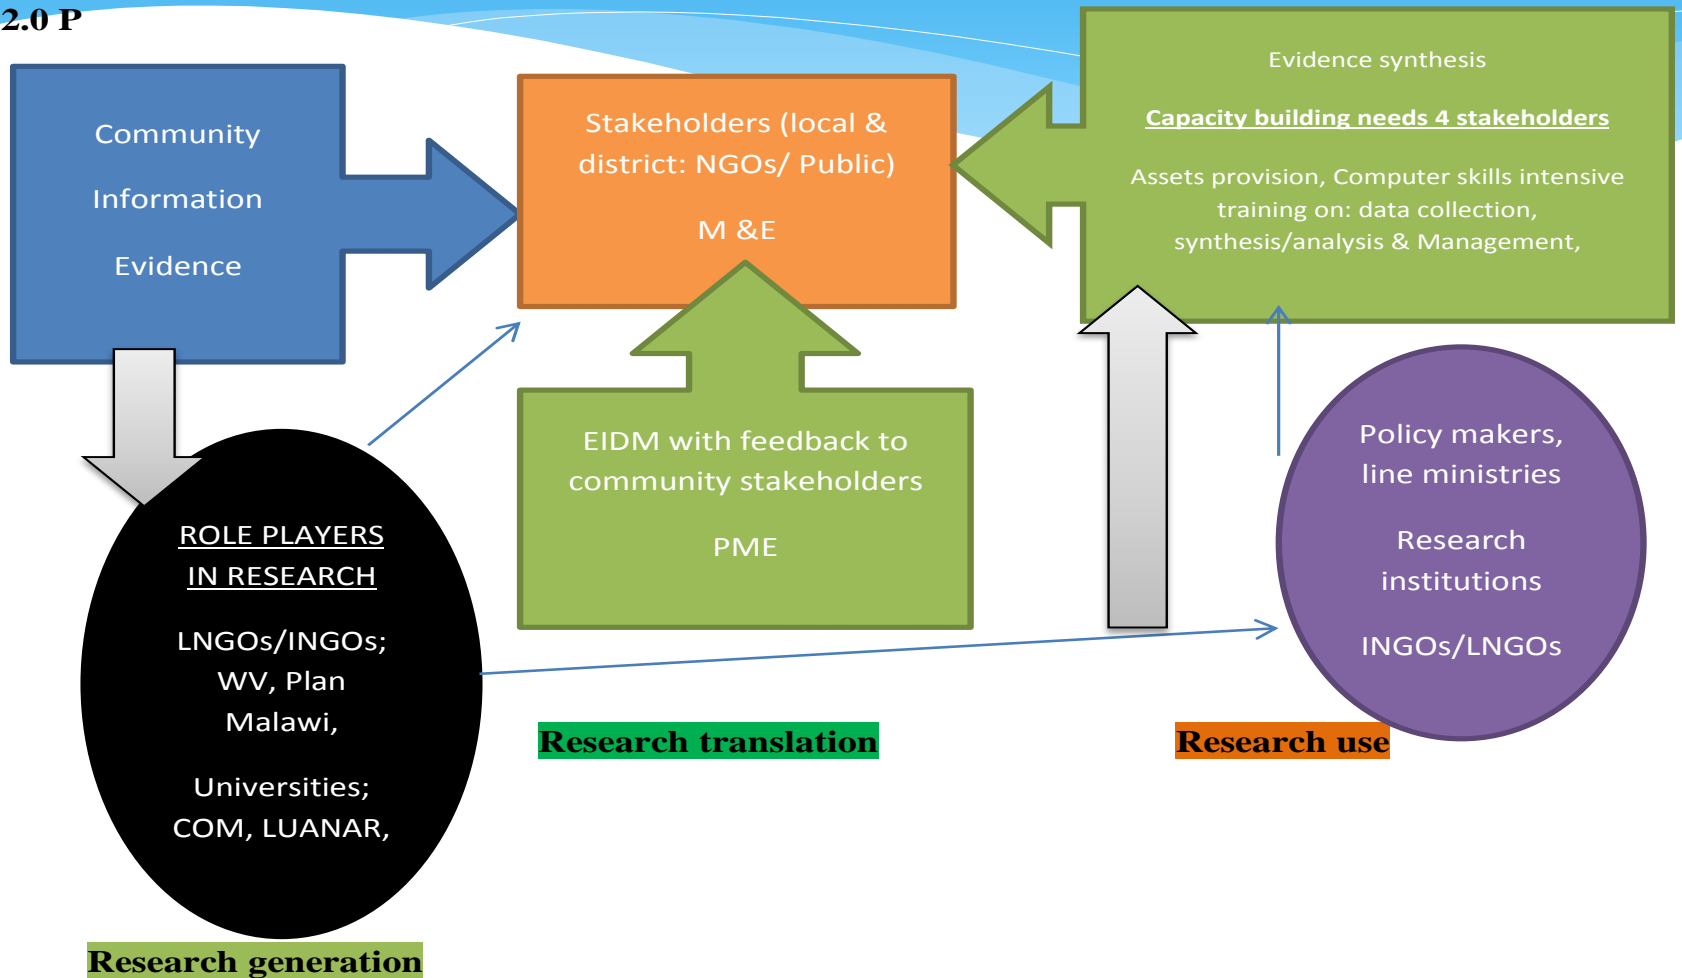 2.0 P
Community
Information
Evidence
Stakeholders (local &
district: NGOs/ Public)
M &E
Evidence synthesis
Capacity building needs 4 stakeholders
Assets provision, Computer skills intensive
training on: data collection,
synthesis/analysis & Management,
EIDM with feedback to
community stakeholders
PME
ROLE PLAYERS
IN RESEARCH
LNGOs/INGOs;
WV, Plan
Malawi,
Universities;
COM, LUANAR,
Policy makers,
line ministries
Research
institutions
INGOs/LNGOs
Research translation
Research use
Research generation